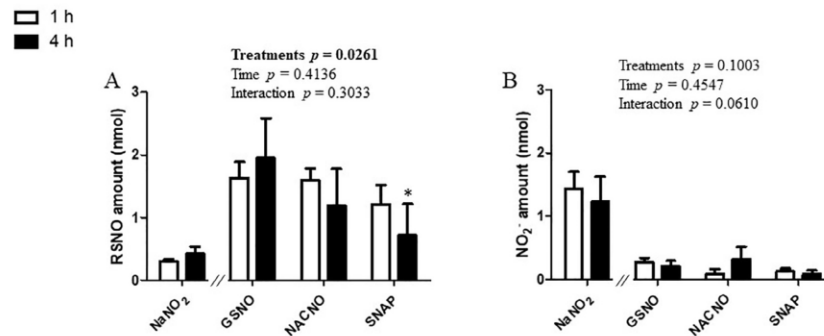 1 h
4 h
A
Treatments p = 0.0261
Time p = 0.4136
Interaction p = 0.3033
RSNO amount (nmol)
3
2
1
0
*
NaNO₂
GSNO
NACNO
SNAP
B
Treatments p = 0.1003
Time p = 0.4547
Interaction p = 0.0610
NO₂⁻ amount (nmol)
3
2
1
0
NaNO₂
GSNO
NACNO
SNAP